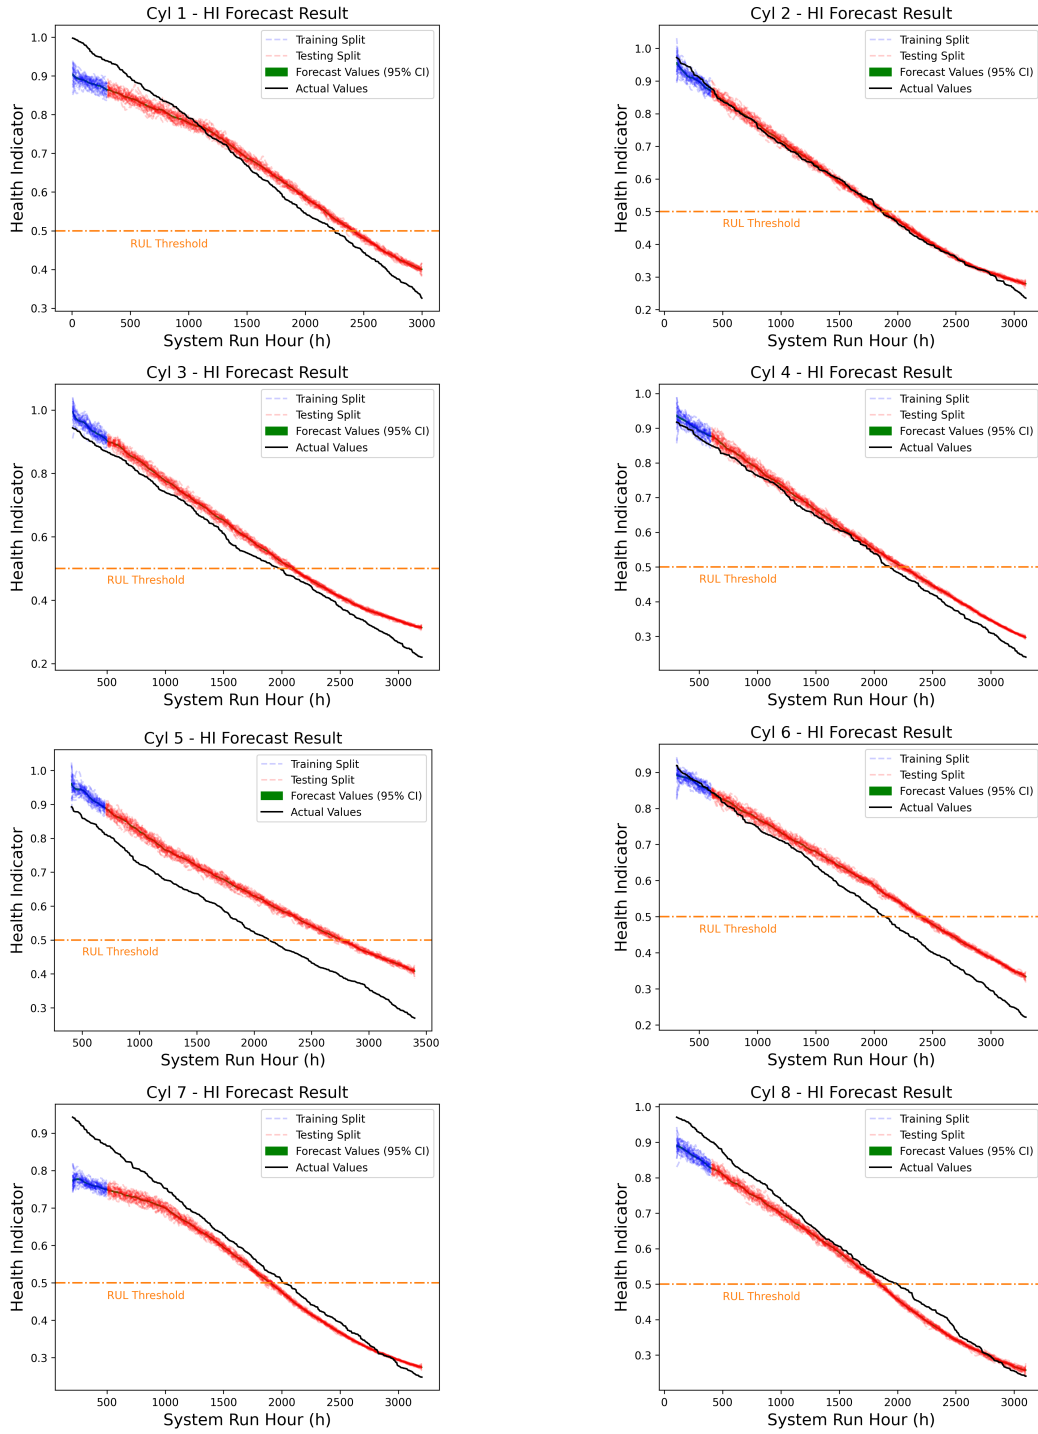 Cyl 1 - HI Forecast Result
Training Split
Testing Split
Forecast Values (95% CI)
Actual Values
RUL Threshold
Health Indicator
1.0
0.9
0.8
0.7
0.6
0.5
0.4
0.3
0 500 1000 1500 2000 2500 3000
System Run Hour (h)
Cyl 2 - HI Forecast Result
Training Split
Testing Split
Forecast Values (95% CI)
Actual Values
RUL Threshold
Health Indicator
1.0
0.9
0.8
0.7
0.6
0.5
0.4
0.3
0.2
0 500 1000 1500 2000 2500 3000
System Run Hour (h)
Cyl 3 - HI Forecast Result
Training Split
Testing Split
Forecast Values (95% CI)
Actual Values
RUL Threshold
Health Indicator
1.0
0.8
0.6
0.4
0.2
500 1000 1500 2000 2500 3000
System Run Hour (h)
Cyl 4 - HI Forecast Result
Training Split
Testing Split
Forecast Values (95% CI)
Actual Values
RUL Threshold
Health Indicator
1.0
0.9
0.8
0.7
0.6
0.5
0.4
0.3
500 1000 1500 2000 2500 3000
System Run Hour (h)
Cyl 5 - HI Forecast Result
Training Split
Testing Split
Forecast Values (95% CI)
Actual Values
RUL Threshold
Health Indicator
1.0
0.9
0.8
0.7
0.6
0.5
0.4
0.3
500 1000 1500 2000 2500 3000 3500
System Run Hour (h)
Cyl 6 - HI Forecast Result
Training Split
Testing Split
Forecast Values (95% CI)
Actual Values
RUL Threshold
Health Indicator
0.9
0.8
0.7
0.6
0.5
0.4
0.3
0.2
500 1000 1500 2000 2500 3000
System Run Hour (h)
Cyl 7 - HI Forecast Result
Training Split
Testing Split
Forecast Values (95% CI)
Actual Values
RUL Threshold
Health Indicator
0.9
0.8
0.7
0.6
0.5
0.4
0.3
500 1000 1500 2000 2500 3000
System Run Hour (h)
Cyl 8 - HI Forecast Result
Training Split
Testing Split
Forecast Values (95% CI)
Actual Values
RUL Threshold
Health Indicator
1.0
0.9
0.8
0.7
0.6
0.5
0.4
0.3
0 500 1000 1500 2000 2500 3000
System Run Hour (h)